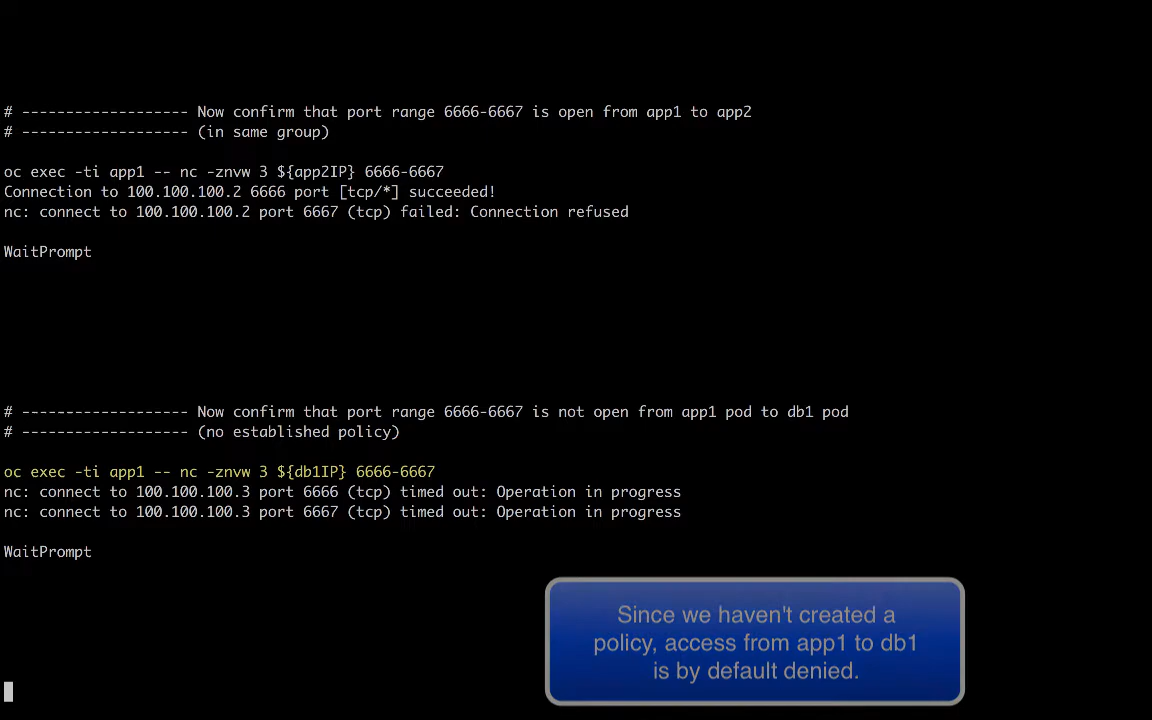 # ------------------- Now confirm that port range 6666-6667 is open from app1 to app2
# ------------------- (in same group)
oc exec -ti app1 -- nc -znvw 3 ${app2IP} 6666-6667
Connection to 100.100.100.2 6666 port [tcp/*] succeeded!
nc: connect to 100.100.100.2 port 6667 (tcp) failed: Connection refused
WaitPrompt
# ------------------- Now confirm that port range 6666-6667 is not open from app1 pod to db1 pod
# ------------------- (no established policy)
oc exec -ti app1 -- nc -znvw 3 ${db1IP} 6666-6667
nc: connect to 100.100.100.3 port 6666 (tcp) timed out: Operation in progress
nc: connect to 100.100.100.3 port 6667 (tcp) timed out: Operation in progress
WaitPrompt
Since we haven't created a
policy, access from app1 to db1
is by default denied.